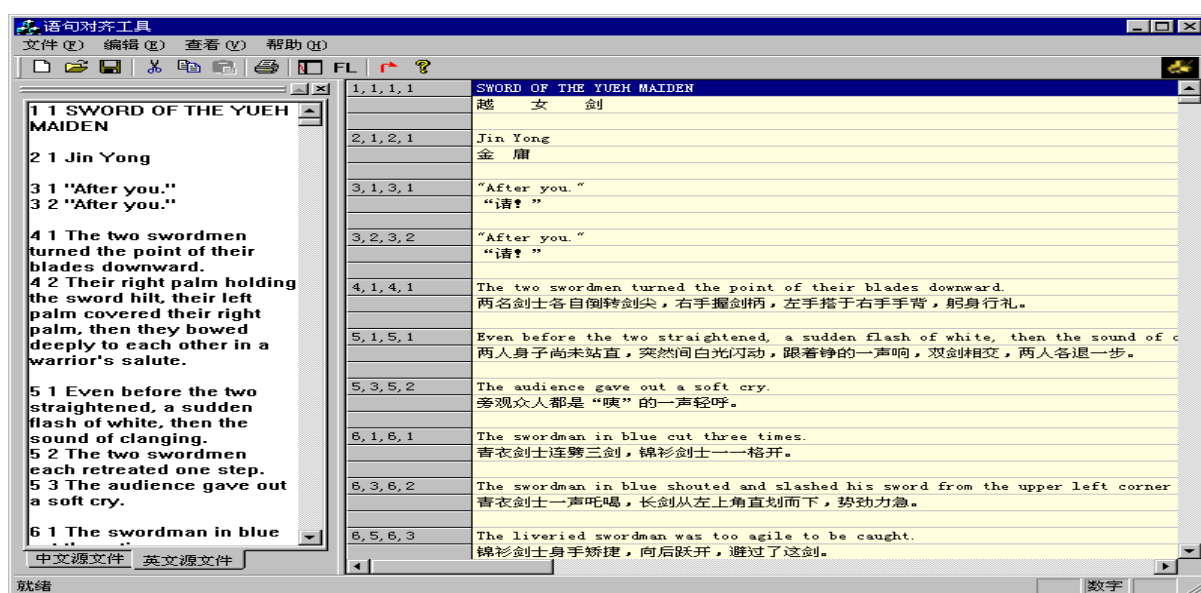 语句对齐工具
文件(F) 编辑(E) 查看(V) 帮助(H)
FL
1 1 SWORD OF THE YUEH
MAIDEN
2 1 Jin Yong
3 1 "After you."
3 2 "After you."
4 1 The two swordmen
turned the point of their
blades downward.
4 2 Their right palm holding
the sword hilt, their left
palm covered their right
palm, then they bowed
deeply to each other in a
warrior's salute.
5 1 Even before the two
straightened, a sudden
flash of white, then the
sound of clanging.
5 2 The two swordmen
each retreated one step.
5 3 The audience gave out
a soft cry.
6 1 The swordman in blue
中文源文件 英文源文件
1, 1, 1, 1 SWORD OF THE YUEH MAIDEN
越 女 剑
2, 1, 2, 1 Jin Yong
金 庸
3, 1, 3, 1 "After you."
“请！”
3, 2, 3, 2 "After you."
“请！”
4, 1, 4, 1 The two swordmen turned the point of their blades downward.
两名剑士各自倒转剑尖，右手握剑柄，左手搭于右手手背，躬身行礼。
5, 1, 5, 1 Even before the two straightened, a sudden flash of white, then the sound of
两人身子尚未站直，突然间白光闪动，跟着铮的一声响，双剑相交，两人各退一步。
5, 3, 5, 2 The audience gave out a soft cry.
旁观众人都是“咦”的一声轻呼。
6, 1, 6, 1 The swordman in blue cut three times.
青衣剑士连劈三剑，锦衫剑士一一格开。
6, 3, 6, 2 The swordman in blue shouted and slashed his sword from the upper left corner
青衣剑士一声吒喝，长剑从左上角直划而下，势劲力急。
6, 5, 6, 3 The liveried swordman was too agile to be caught.
锦衫剑士身手矫捷，向后跃开，避过了这剑。
就绪 数字